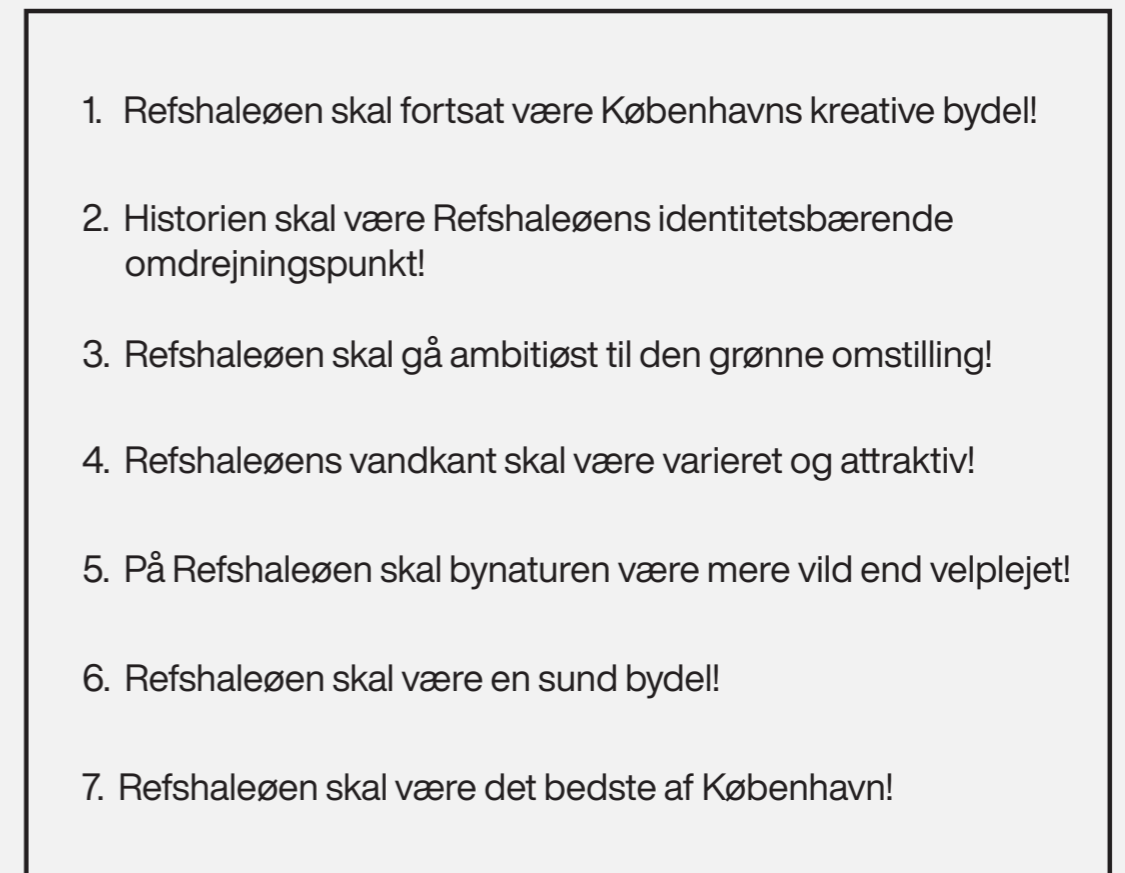 1. Refshaleøen skal fortsat være Københavns kreative bydel!
2. Historien skal være Refshaleøens identitetsbærende
omdrejningspunkt!
3. Refshaleøen skal gå ambitiøst til den grønne omstilling!
4. Refshaleøens vandkant skal være varieret og attraktiv!
5. På Refshaleøen skal bynaturen være mere vild end velplejet!
6. Refshaleøen skal være en sund bydel!
7. Refshaleøen skal være det bedste af København!